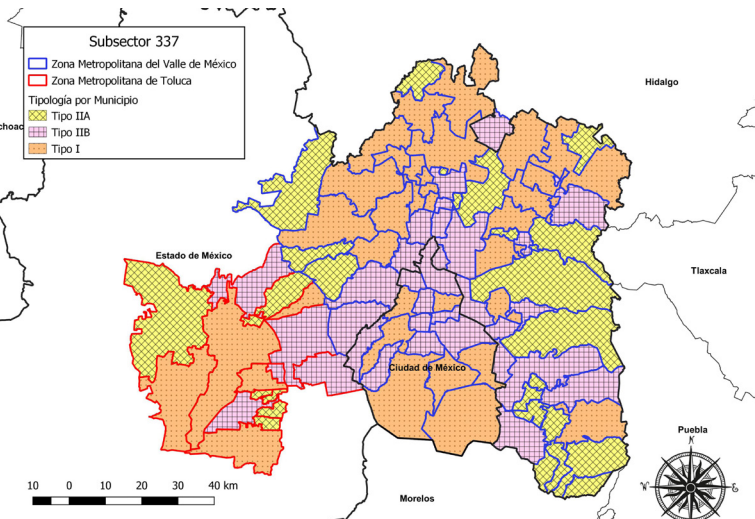 Subsector 337
Zona Metropolitana del Valle de México
Zona Metropolitana de Toluca
Tipología por Municipio
Tipo IIA
Tipo IIB
Tipo I
Hidalgo
Estado de México
Tlaxcala
Ciudad de México
Puebla
N
W
E
S
Morelos
10 0 10 20 30 40 km